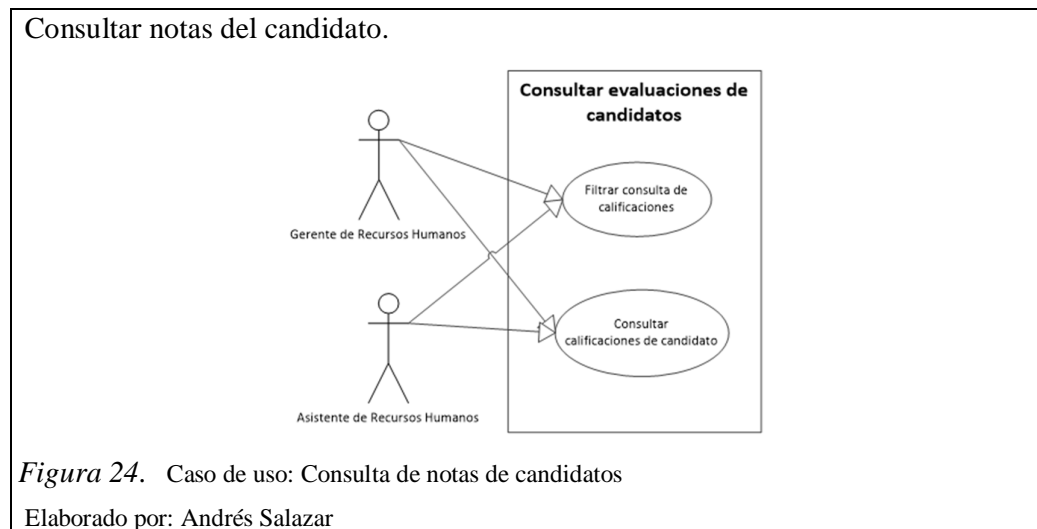 Consultar notas del candidato.
Consultar evaluaciones de
candidatos
Filtrar consulta de
calificaciones
Gerente de Recursos Humanos
Consultar
calificaciones de candidato
Asistente de Recursos Humanos
Figura 24. Caso de uso: Consulta de notas de candidatos
Elaborado por: Andrés Salazar